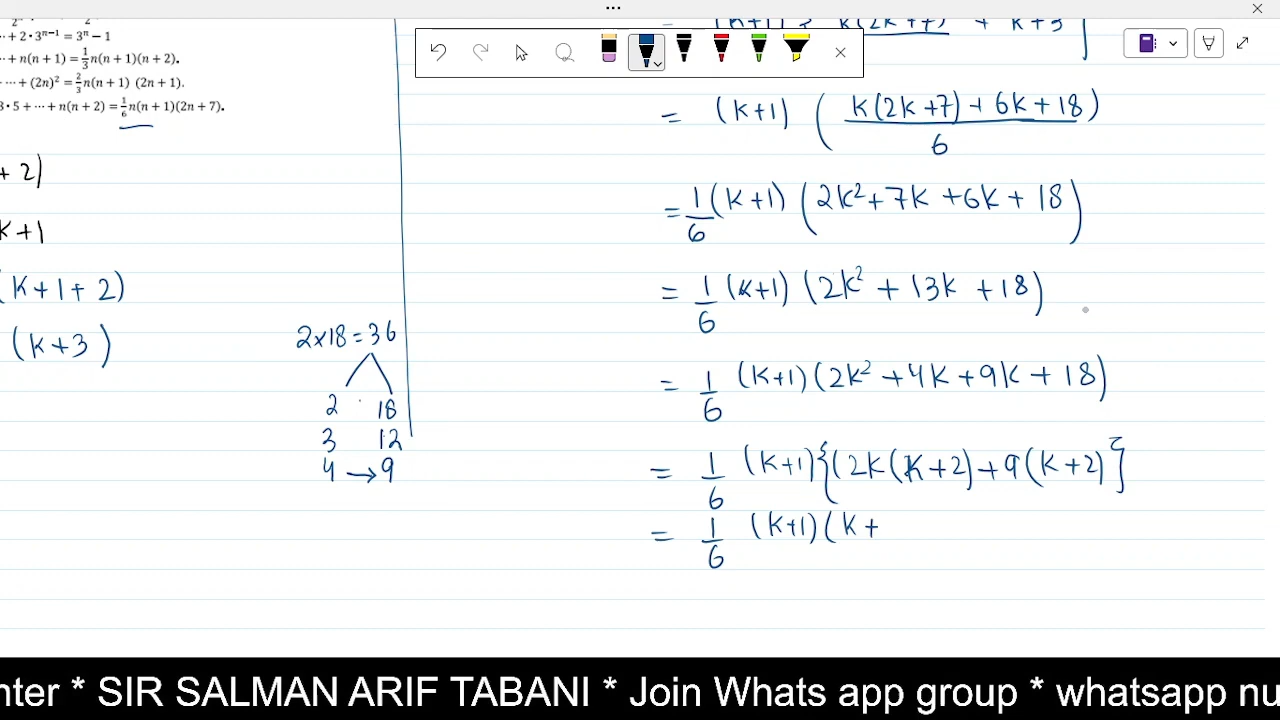 ··+ 2·3ⁿ⁻¹ = 3ⁿ − 1
·+ n(n + 1) = 1/3 n(n + 1)(n + 2).
··· + (2n)² = 2/3 n(n + 1) (2n + 1).
3·5 + ··· + n(n + 2) = 1/6 n(n + 1)(2n + 7).
+ 2)
k+1
(k+1+2)
(k+3)
2×18=36
2 18
3 12
4 → 9
= (k+1) ( k(2k+7) + 6k + 18 ) / 6
= 1/6 (k+1) (2k² + 7k + 6k + 18)
= 1/6 (k+1) (2k² + 13k + 18)
= 1/6 (k+1) (2k² + 4k + 9k + 18)
= 1/6 (k+1) {(2k(k+2) + 9(k+2)}
= 1/6 (k+1) (k +
nter * SIR SALMAN ARIF TABANI * Join Whats app group * whatsapp nu